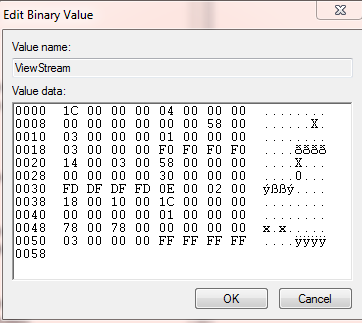 Edit Binary Value
Value name:
ViewStream
Value data:
0000 1C 00 00 00 04 00 00 00 ........
0008 00 00 00 00 00 00 58 00 ......X.
0010 03 00 00 00 01 00 00 00 ........
0018 03 00 00 00 F0 F0 F0 F0 ....ðððð
0020 14 00 03 00 58 00 00 00 ....X...
0028 00 00 00 00 30 00 00 00 ....0...
0030 FD DF DF FD 0E 00 02 00 ýßßý....
0038 18 00 10 00 1C 00 00 00 ........
0040 00 00 00 00 01 00 00 00 ........
0048 78 00 78 00 00 00 00 00 x.x.....
0050 03 00 00 00 FF FF FF FF ....ÿÿÿÿ
0058
OK Cancel